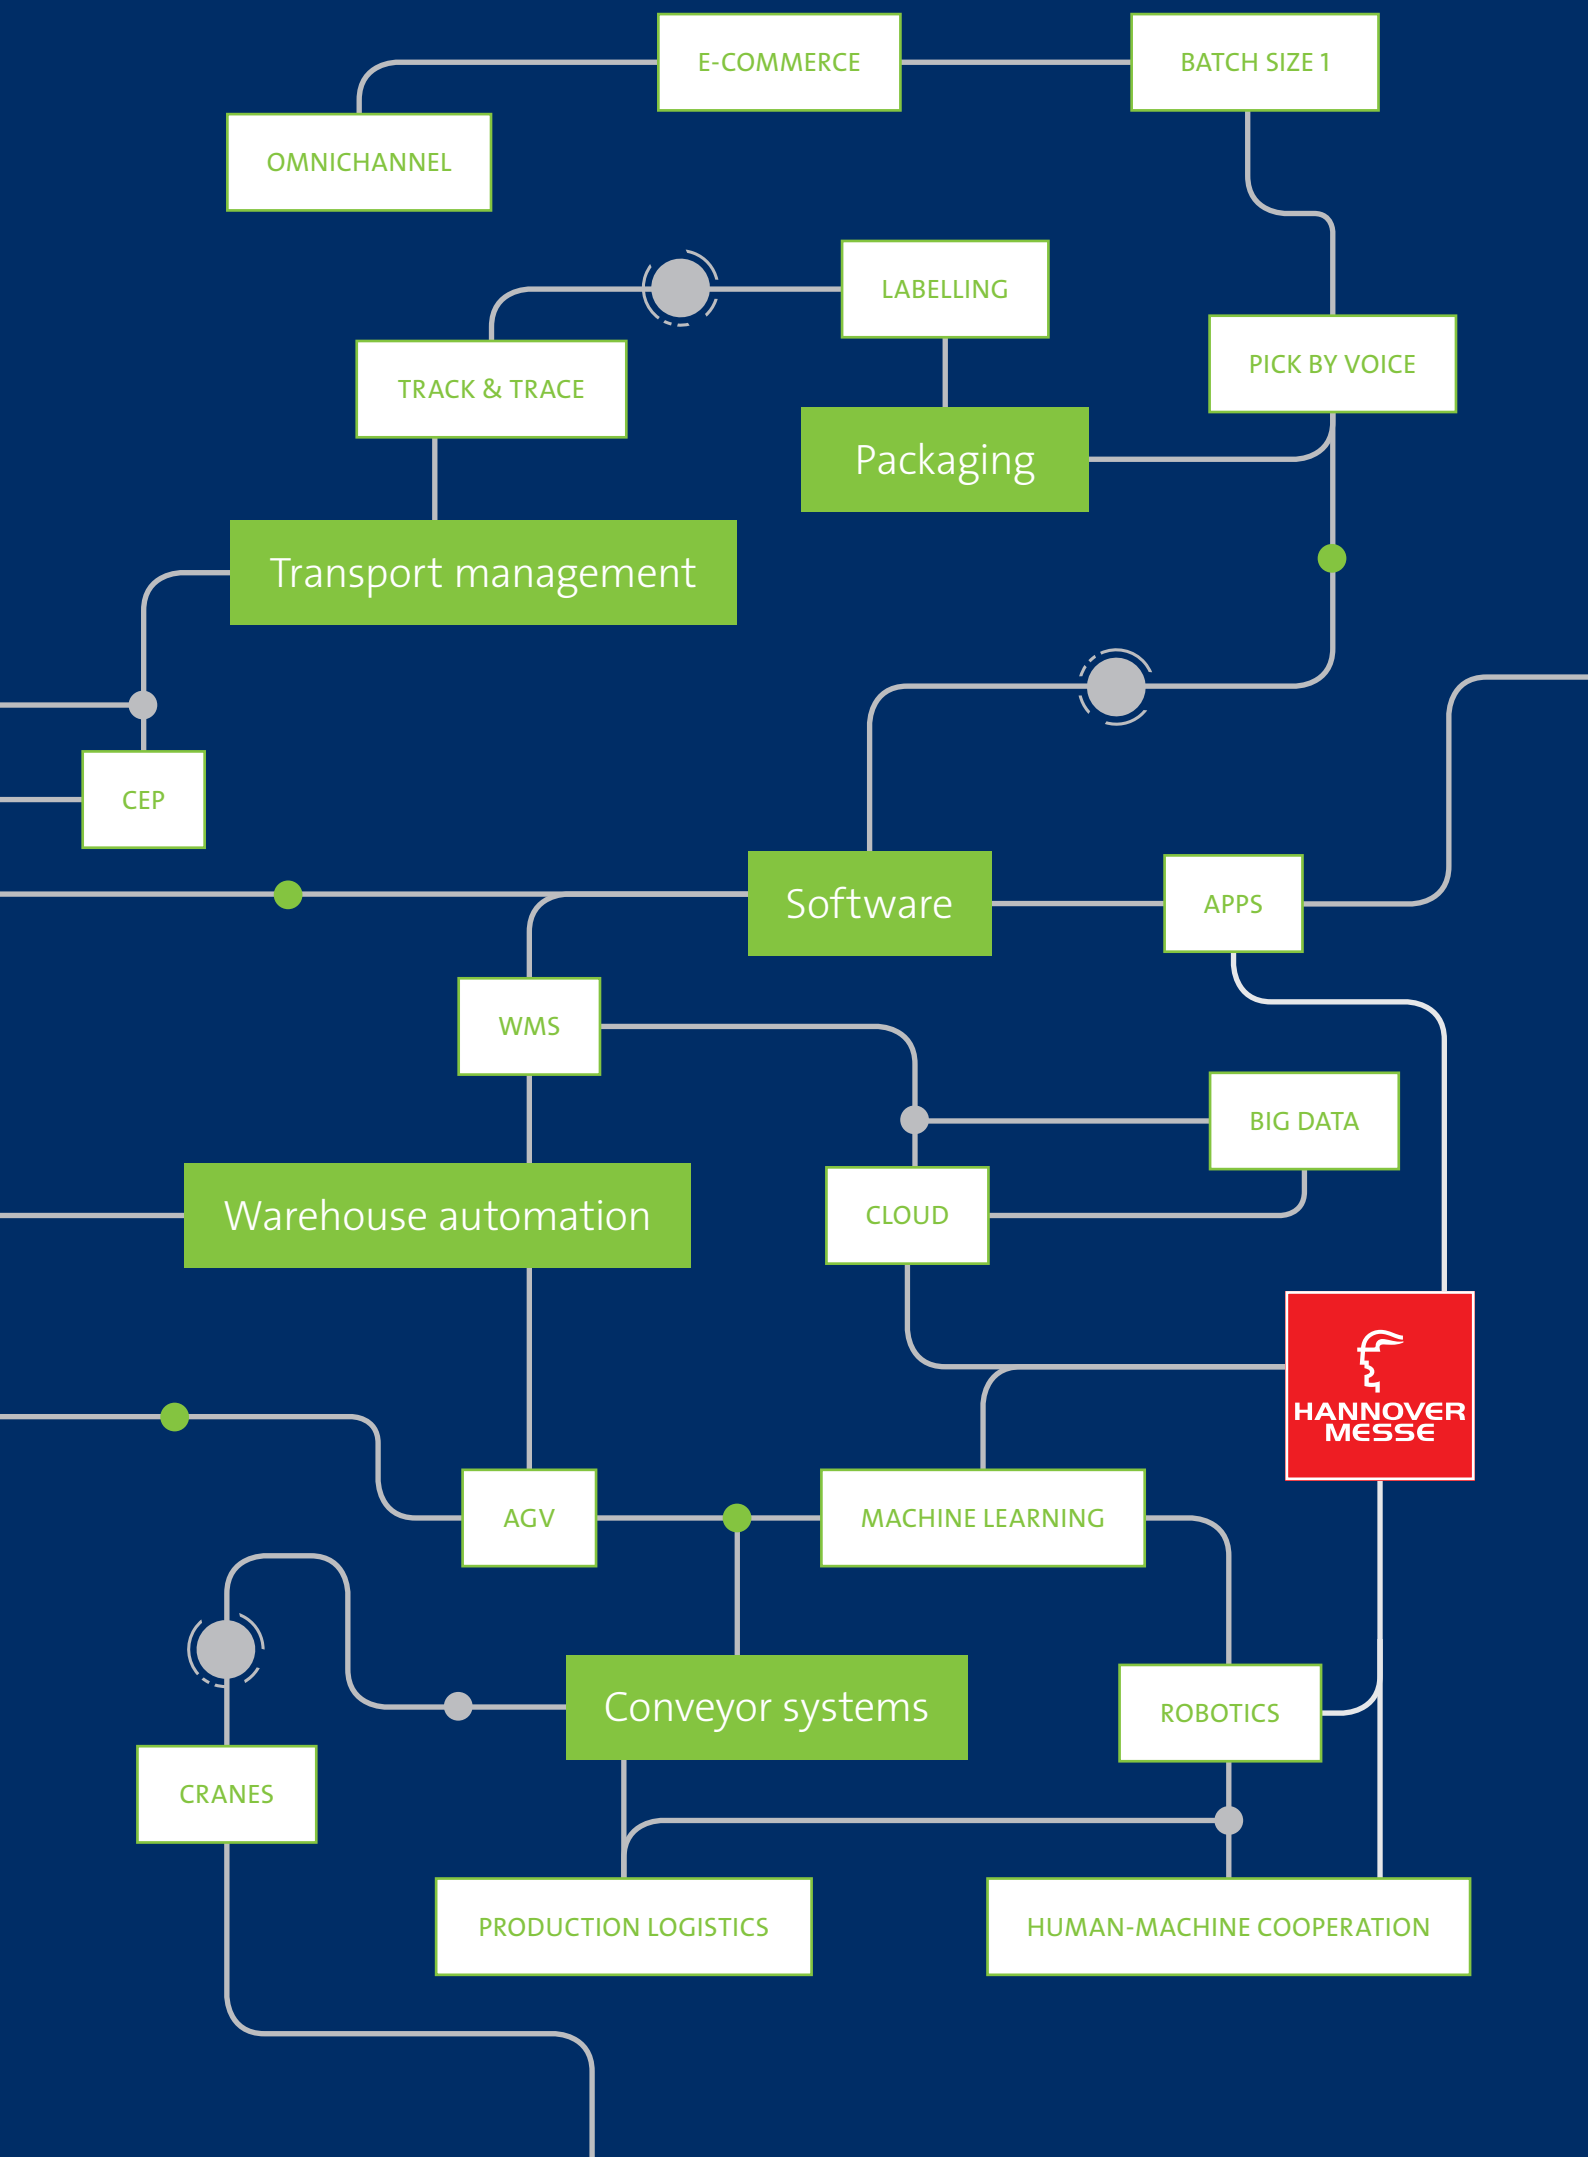 E-COMMERCE
BATCH SIZE 1
OMNICHANNEL
LABELLING
PICK BY VOICE
TRACK & TRACE
Packaging
Transport management
CEP
Software
APPS
WMS
BIG DATA
Warehouse automation
CLOUD
HANNOVER
MESSE
AGV
MACHINE LEARNING
Conveyor systems
ROBOTICS
CRANES
PRODUCTION LOGISTICS
HUMAN-MACHINE COOPERATION